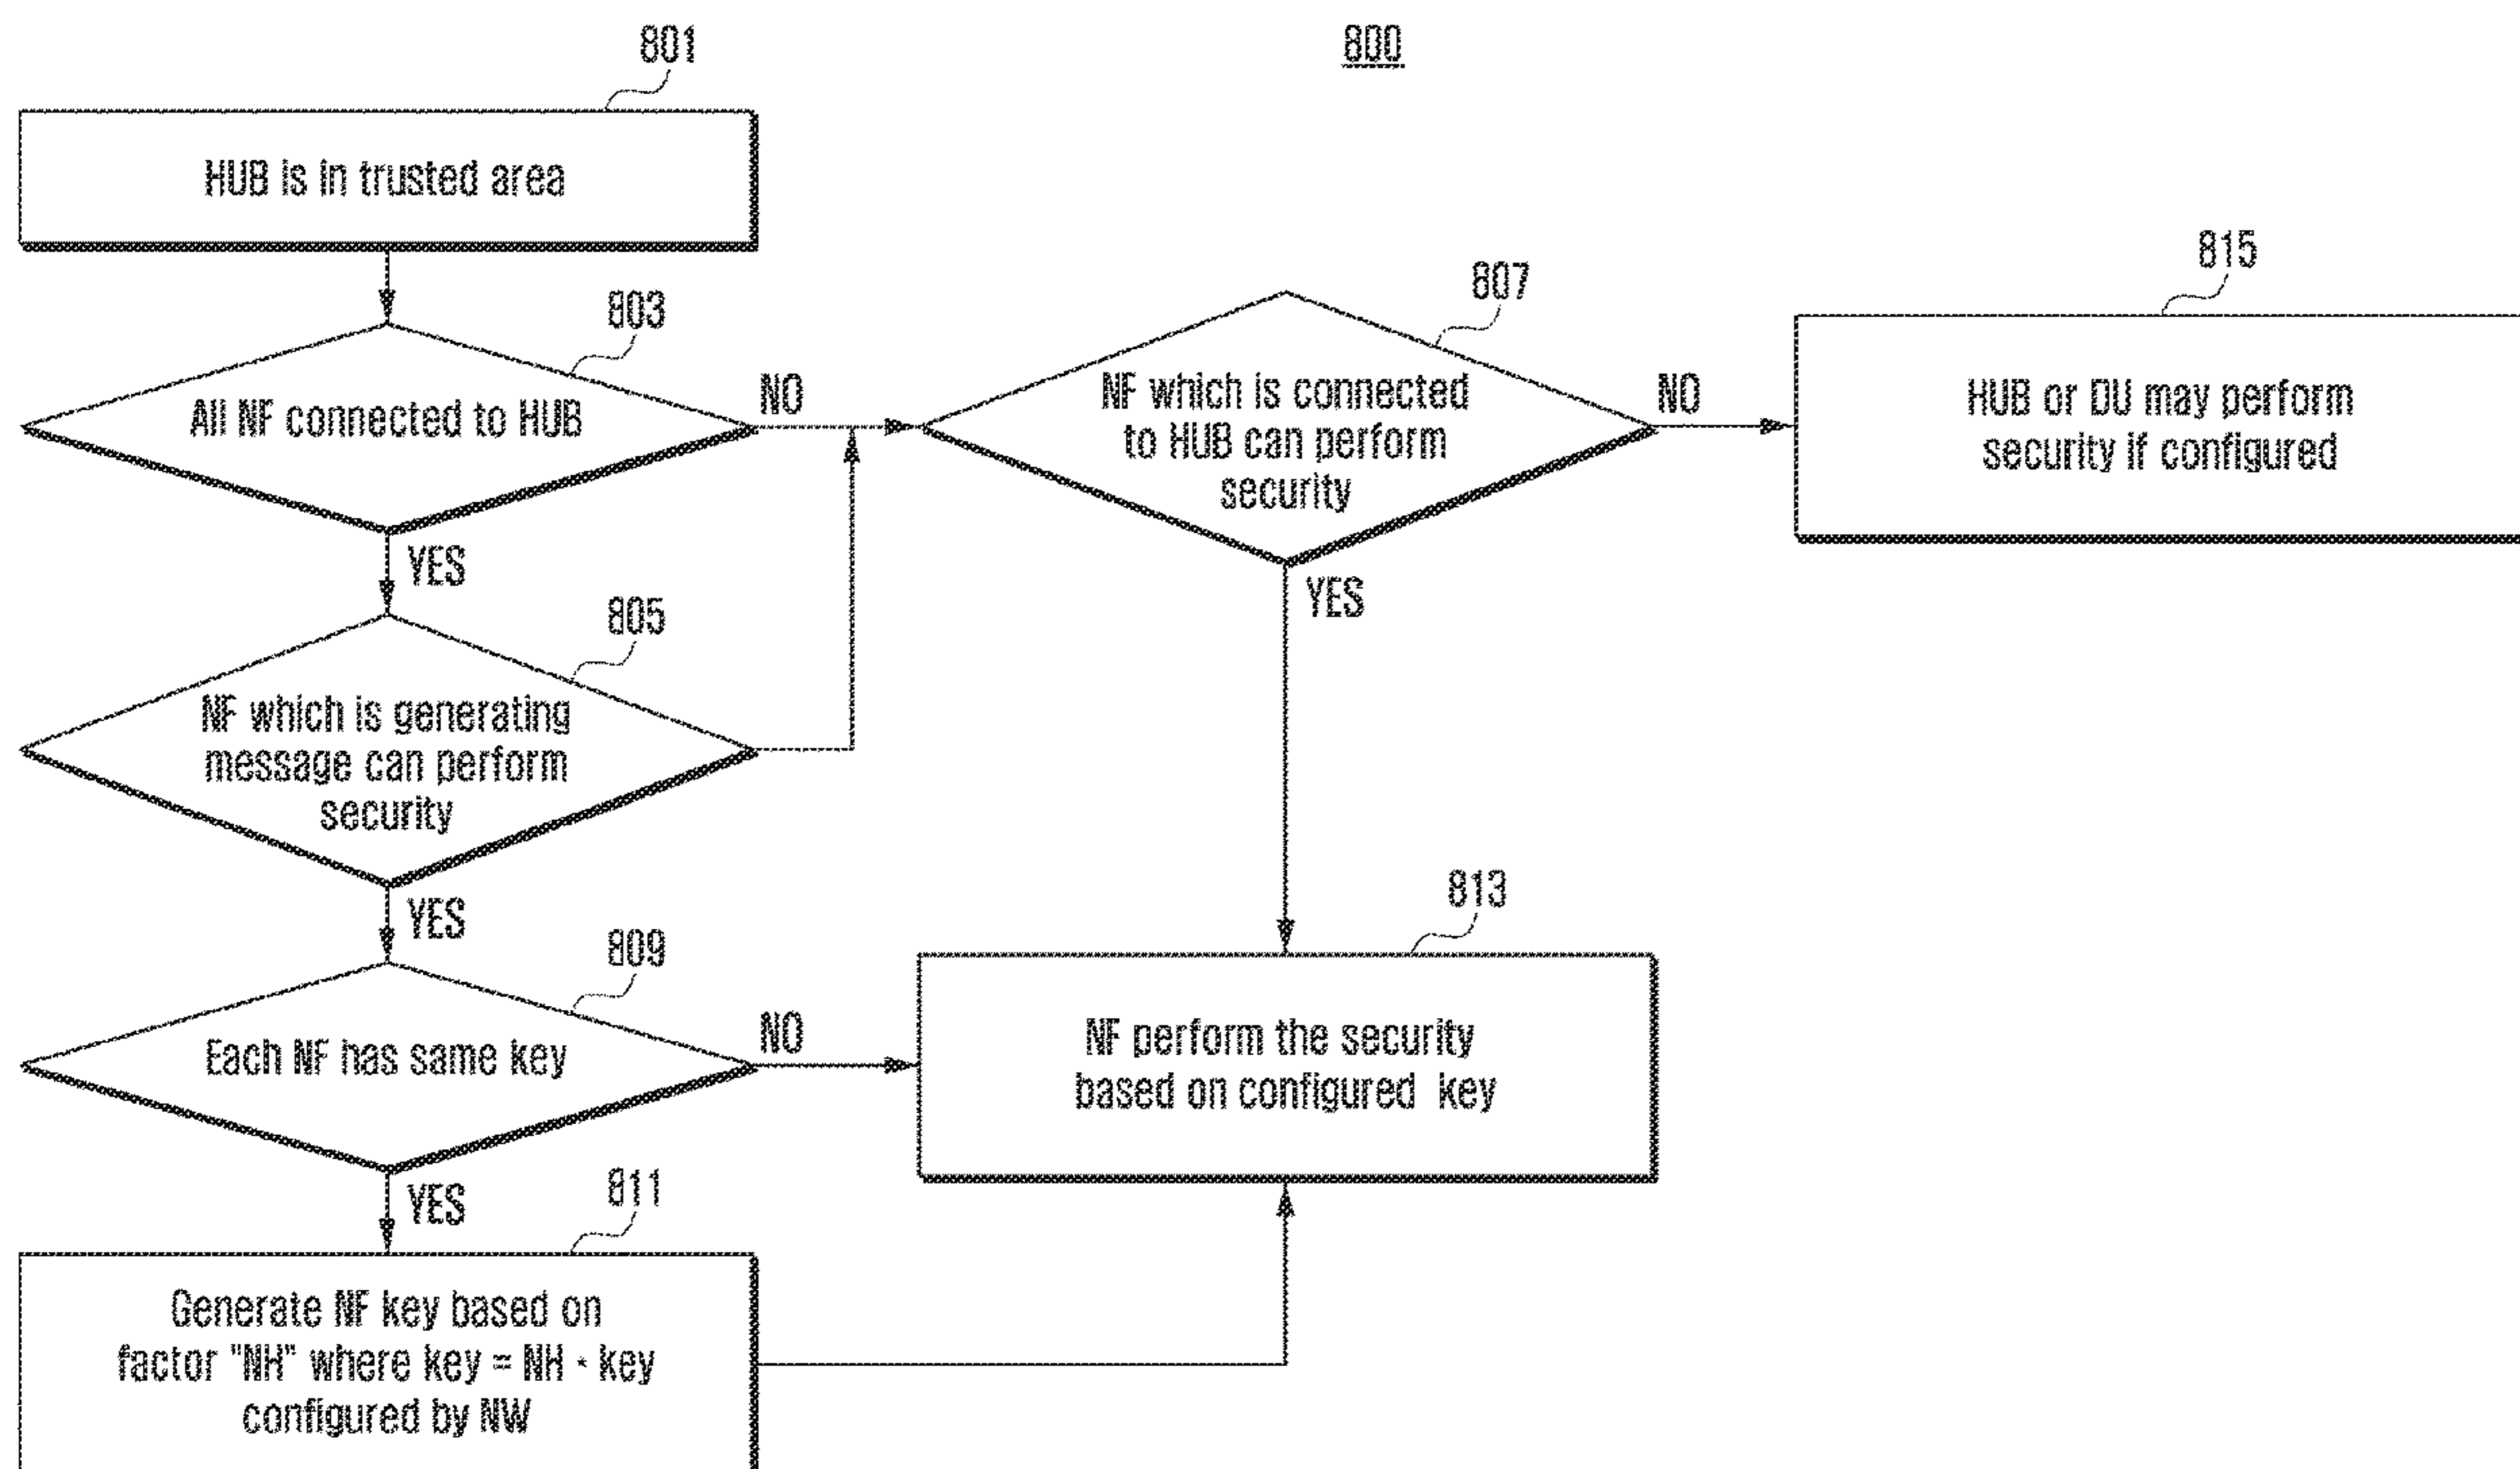 800
801
HUB is in trusted area
803
All NF connected to HUB
NO
YES
807
NF which is connected
to HUB can perform
security
NO
YES
815
HUB or DU may perform
security if configured
805
NF which is generating
message can perform
security
YES
809
Each NF has same key
NO
YES
813
NF perform the security
based on configured key
811
Generate NF key based on
factor "NH" where key = NH * key
configured by NW